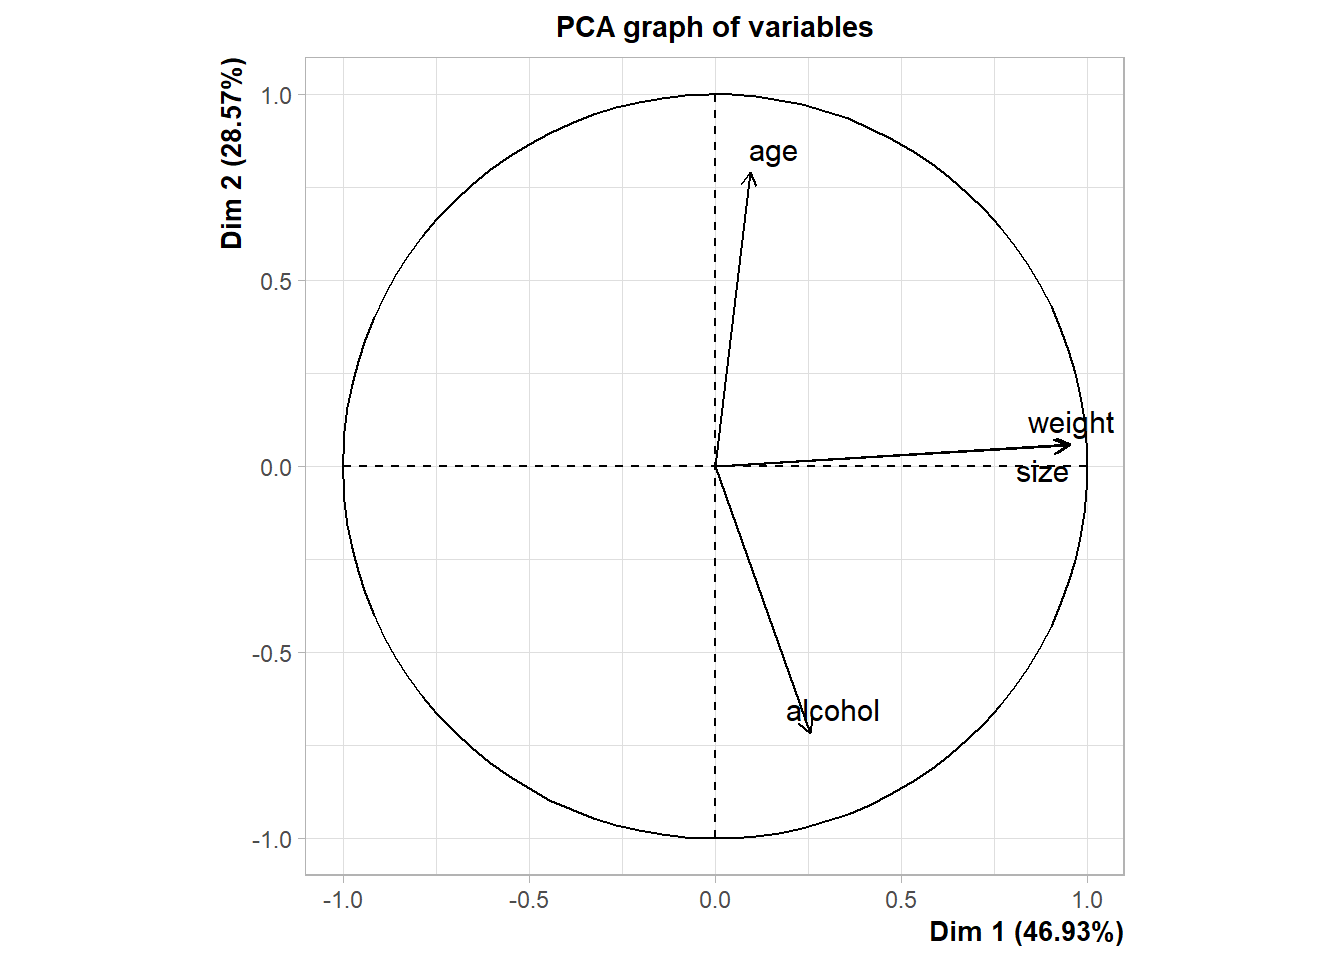 PCA graph of variables
Dim 2 (28.57%)
1.0
0.5
0.0
-0.5
-1.0
age
weight
size
alcohol
-1.0 -0.5 0.0 0.5 1.0
Dim 1 (46.93%)